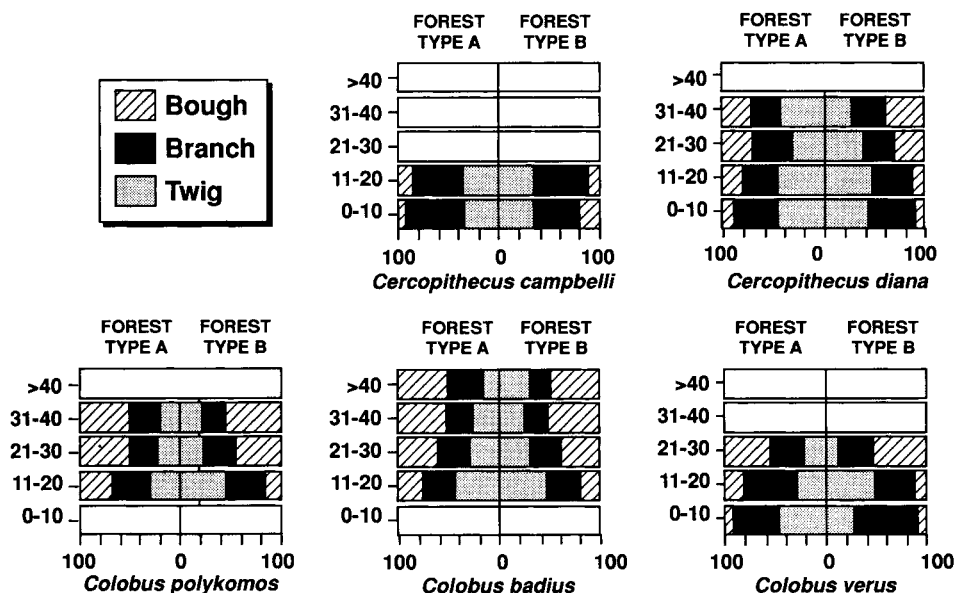 Bough
Branch
Twig
FOREST TYPE A
FOREST TYPE B
>40
31-40
21-30
11-20
0-10
100 0 100
Cercopithecus campbelli
FOREST TYPE A
FOREST TYPE B
>40
31-40
21-30
11-20
0-10
100 0 100
Cercopithecus diana
FOREST TYPE A
FOREST TYPE B
>40
31-40
21-30
11-20
0-10
100 0 100
Colobus polykomos
FOREST TYPE A
FOREST TYPE B
>40
31-40
21-30
11-20
0-10
100 0 100
Colobus badius
FOREST TYPE A
FOREST TYPE B
>40
31-40
21-30
11-20
0-10
100 0 100
Colobus verus